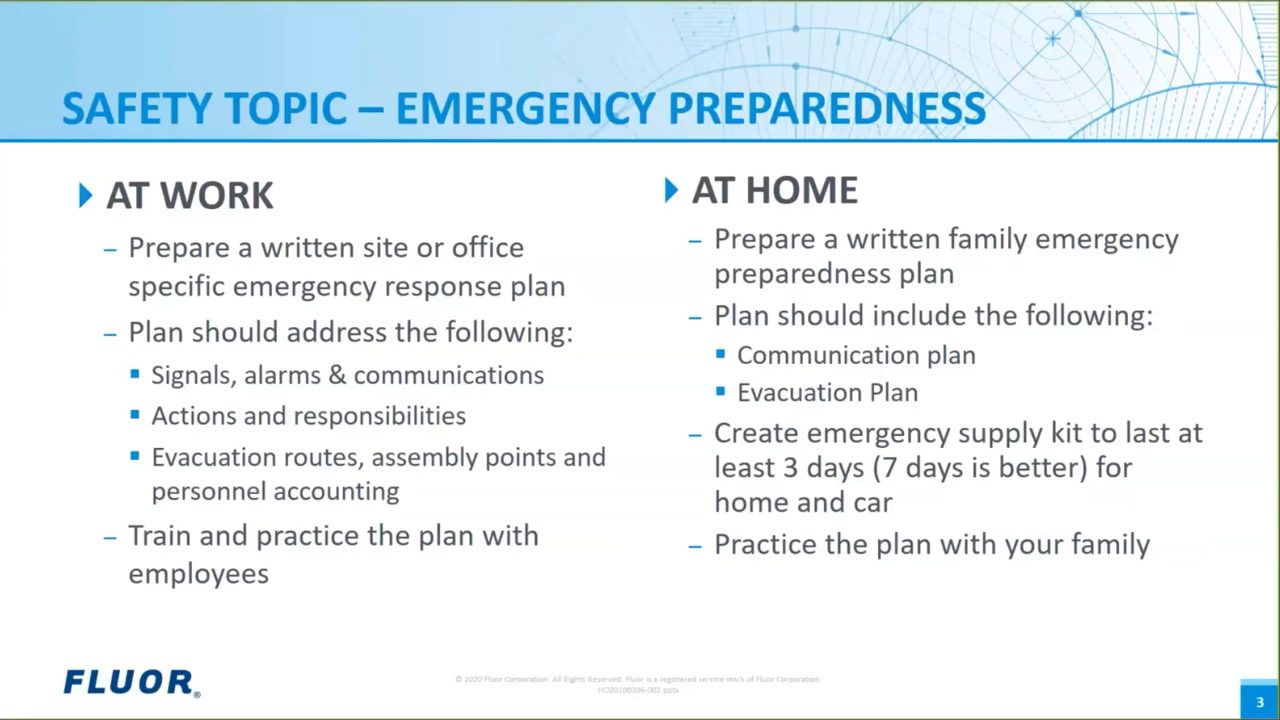 SAFETY TOPIC – EMERGENCY PREPAREDNESS
AT WORK
– Prepare a written site or office
specific emergency response plan
– Plan should address the following:
▪ Signals, alarms & communications
▪ Actions and responsibilities
▪ Evacuation routes, assembly points and
personnel accounting
– Train and practice the plan with
employees
AT HOME
– Prepare a written family emergency
preparedness plan
– Plan should include the following:
▪ Communication plan
▪ Evacuation Plan
– Create emergency supply kit to last at
least 3 days (7 days is better) for
home and car
– Practice the plan with your family
FLUOR®
© 2020 Fluor Corporation. All Rights Reserved. Fluor is a registered service mark of Fluor Corporation
HO20200206-002.pptx
3